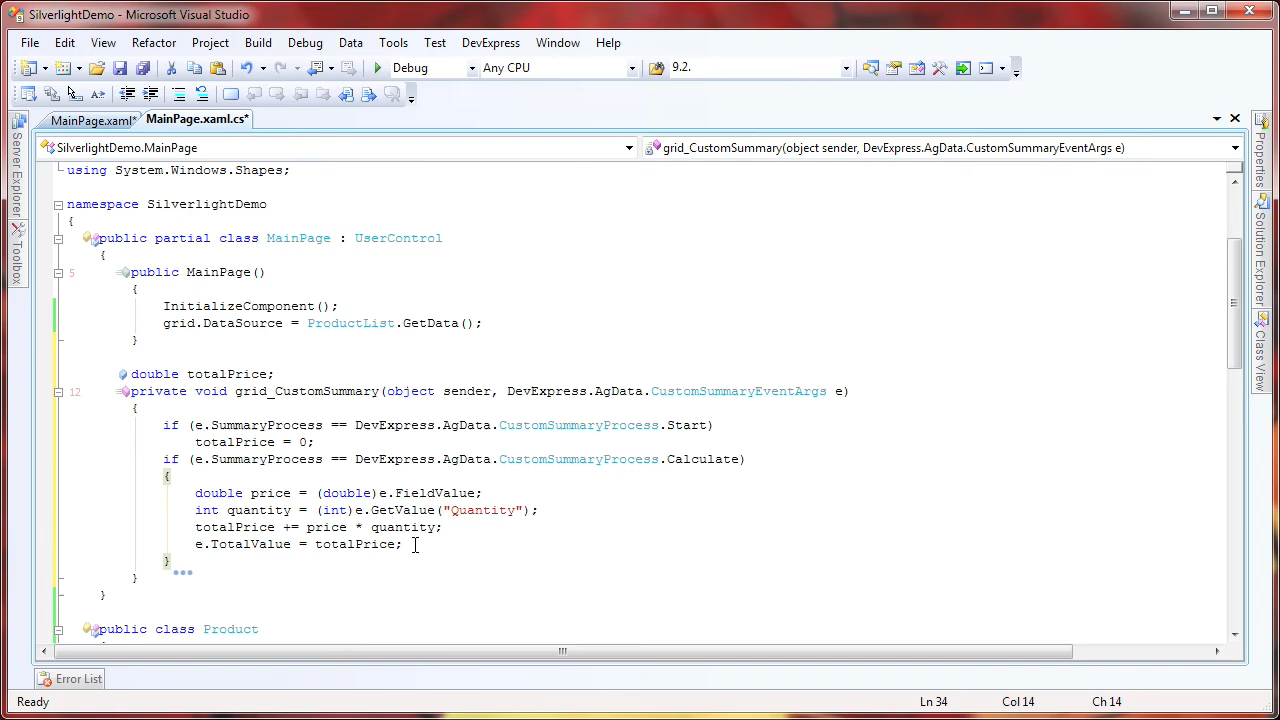 SilverlightDemo - Microsoft Visual Studio
File Edit View Refactor Project Build Debug Data Tools Test DevExpress Window Help
Debug Any CPU 9.2.
MainPage.xaml* MainPage.xaml.cs*
SilverlightDemo.MainPage grid_CustomSummary(object sender, DevExpress.AgData.CustomSummaryEventArgs e)
Server Explorer
Toolbox
Properties
Solution Explorer
Class View
using System.Windows.Shapes;
namespace SilverlightDemo
{
public partial class MainPage : UserControl
{
5 public MainPage()
{
InitializeComponent();
grid.DataSource = ProductList.GetData();
}
double totalPrice;
12 private void grid_CustomSummary(object sender, DevExpress.AgData.CustomSummaryEventArgs e)
{
if (e.SummaryProcess == DevExpress.AgData.CustomSummaryProcess.Start)
totalPrice = 0;
if (e.SummaryProcess == DevExpress.AgData.CustomSummaryProcess.Calculate)
{
double price = (double)e.FieldValue;
int quantity = (int)e.GetValue("Quantity");
totalPrice += price * quantity;
e.TotalValue = totalPrice;
}
}
}
public class Product
Error List
Ready Ln 34 Col 14 Ch 14